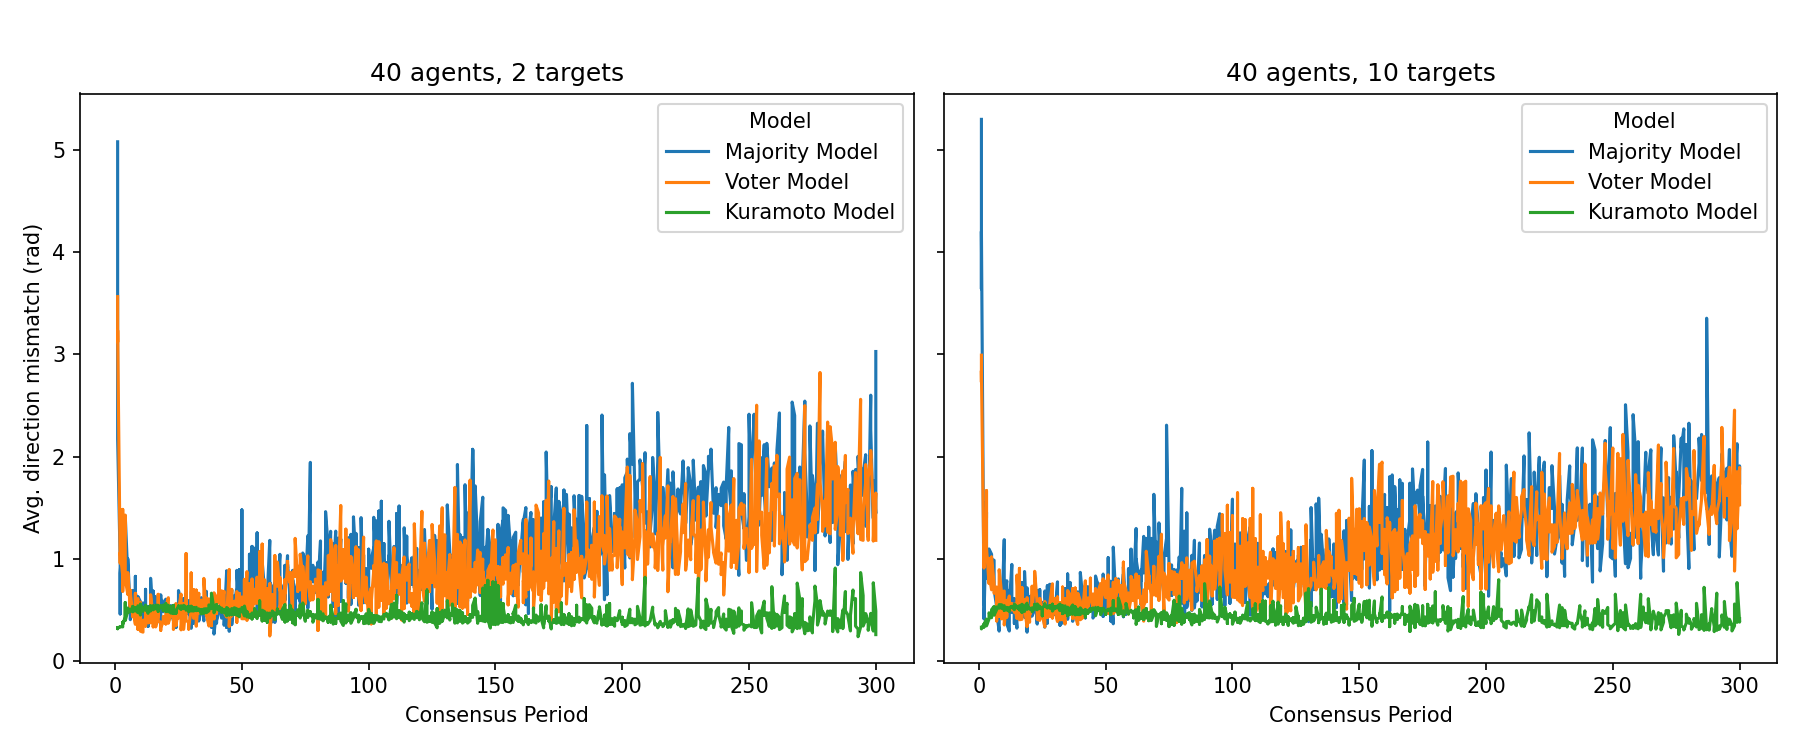 40 agents, 2 targets
Avg. direction mismatch (rad)
5
4
3
2
1
0
Model
Majority Model
Voter Model
Kuramoto Model
0 50 100 150 200 250 300
Consensus Period
40 agents, 10 targets
Model
Majority Model
Voter Model
Kuramoto Model
0 50 100 150 200 250 300
Consensus Period